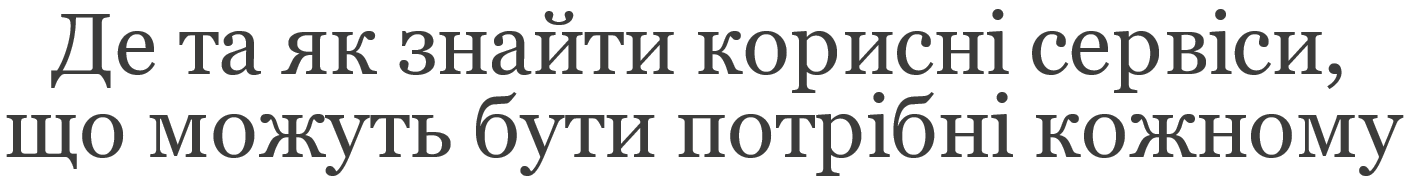 Де та як знайти корисні сервіси,
що можуть бути потрібні кожному